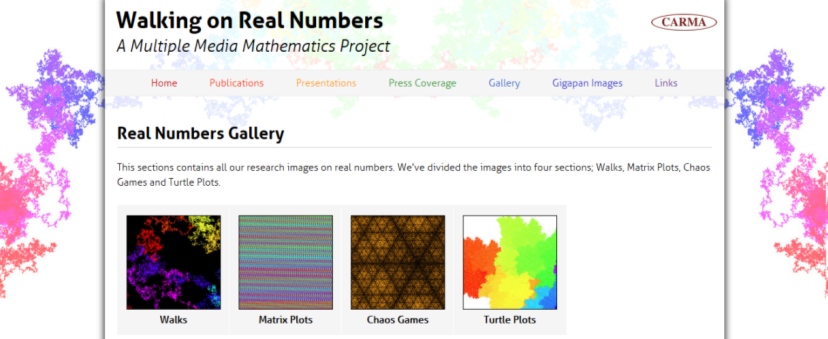 Walking on Real Numbers
A Multiple Media Mathematics Project
CARMA
Home Publications Presentations Press Coverage Gallery Gigapan Images Links
Real Numbers Gallery
This sections contains all our research images on real numbers. We've divided the images into four sections; Walks, Matrix Plots, Chaos
Games and Turtle Plots.
Walks Matrix Plots Chaos Games Turtle Plots